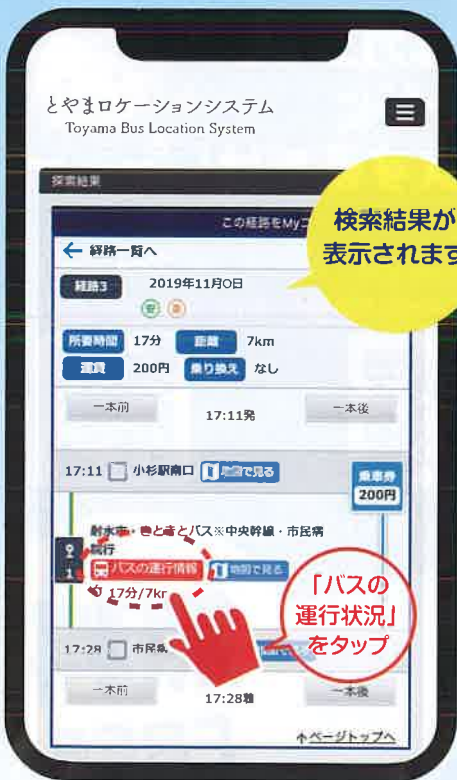 とやまロケーションシステム
Toyama Bus Location System
探索結果
この経路をMyコ
検索結果が
表示されます
← 経路一覧へ
経路3 2019年11月○日
安 楽
所要時間 17分 距離 7km
運賃 200円 乗り換え なし
一本前 17:11発 一本後
17:11 小杉駅南口 地図で見る
乗車券
200円
射水市・きときとバス※中央幹線・市民病
院行
バスの運行情報 地図で見る
17分/7k
「バスの
運行状況」
をタップ
17:28 市民病
一本前 17:28着 一本後
ページトップへ